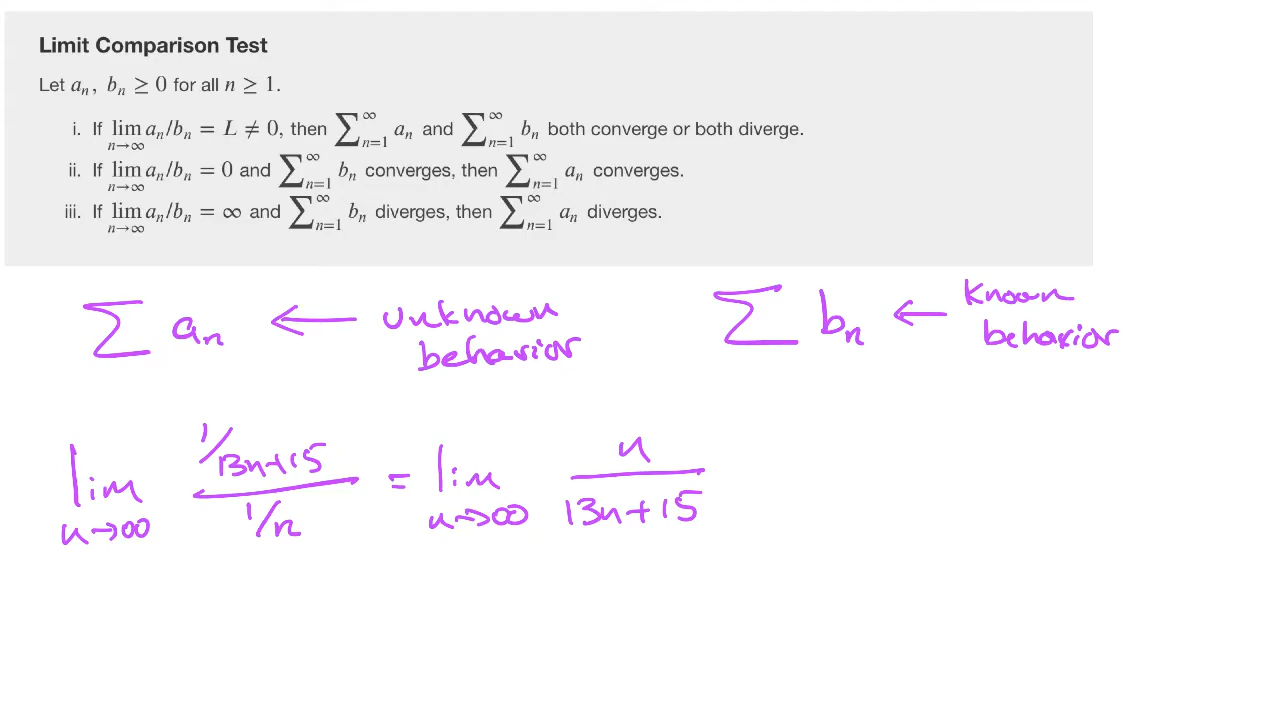 Limit Comparison Test
Let aₙ, bₙ ≥ 0 for all n ≥ 1.
i. If lim_{n→∞} aₙ/bₙ = L ≠ 0, then ∑_{n=1}^{∞} aₙ and ∑_{n=1}^{∞} bₙ both converge or both diverge.
ii. If lim_{n→∞} aₙ/bₙ = 0 and ∑_{n=1}^{∞} bₙ converges, then ∑_{n=1}^{∞} aₙ converges.
iii. If lim_{n→∞} aₙ/bₙ = ∞ and ∑_{n=1}^{∞} bₙ diverges, then ∑_{n=1}^{∞} aₙ diverges.
∑ aₙ ← unknown behavior
∑ bₙ ← known behavior
lim_{n→∞} (1/13n+15)/(1/n) = lim_{n→∞} n/(13n+15)